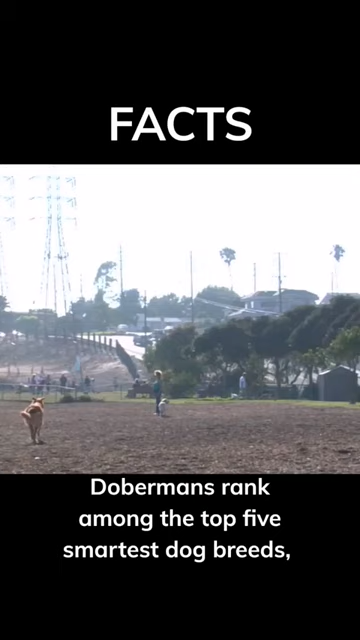 FACTS
Dobermans rank
among the top five
smartest dog breeds,